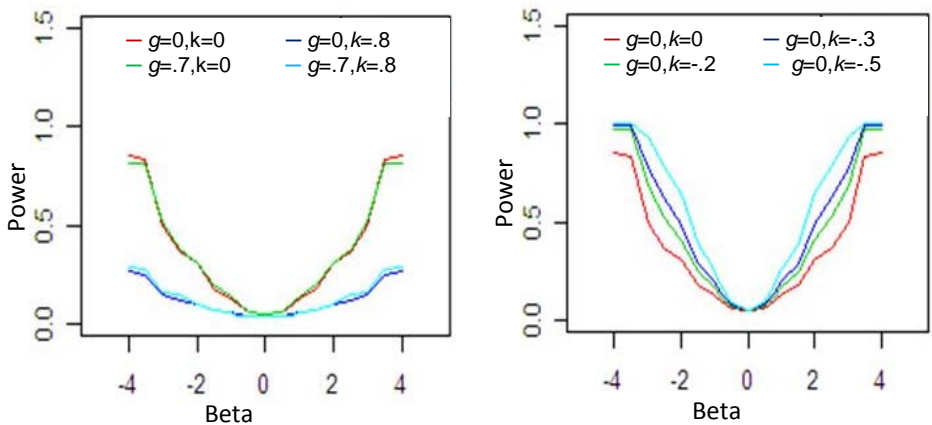 g=0,k=0 g=0,k=.8
g=.7,k=0 g=.7,k=.8
1.5
1.0
0.5
0.0
Power
-4 -2 0 2 4
Beta
g=0,k=0 g=0,k=-.3
g=0,k=-.2 g=0,k=-.5
1.5
1.0
0.5
0.0
Power
-4 -2 0 2 4
Beta